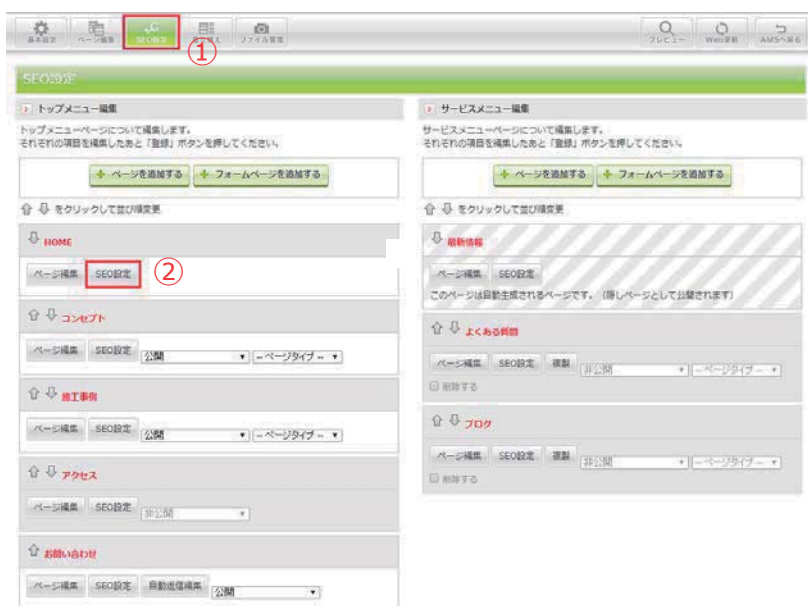 基本設定
ページ編集
SEO設定
ファイル管理
プレビュー
Web更新
AMSへ戻る
①
SEO設定
トップメニュー編集
トップメニューページについて編集します。
それぞれの項目を編集したあと「登録」ボタンを押してください。
ページを追加する フォームページを追加する
をクリックして並び順変更
HOME
ページ編集 SEO設定 ②
コンセプト
ページ編集 SEO設定 公開 -- ページタイプ --
施工事例
ページ編集 SEO設定 公開 -- ページタイプ --
アクセス
ページ編集 SEO設定 非公開
お問い合わせ
ページ編集 SEO設定 自動返信編集 公開
サービスメニュー編集
サービスメニューページについて編集します。
それぞれの項目を編集したあと「登録」ボタンを押してください。
ページを追加する フォームページを追加する
をクリックして並び順変更
最新情報
ページ編集 SEO設定
このページは自動生成されるページです。(隠しページとして公開されます)
よくある質問
ページ編集 SEO設定 複製 非公開 -- ページタイプ --
削除する
ブログ
ページ編集 SEO設定 複製 非公開 -- ページタイプ --
削除する